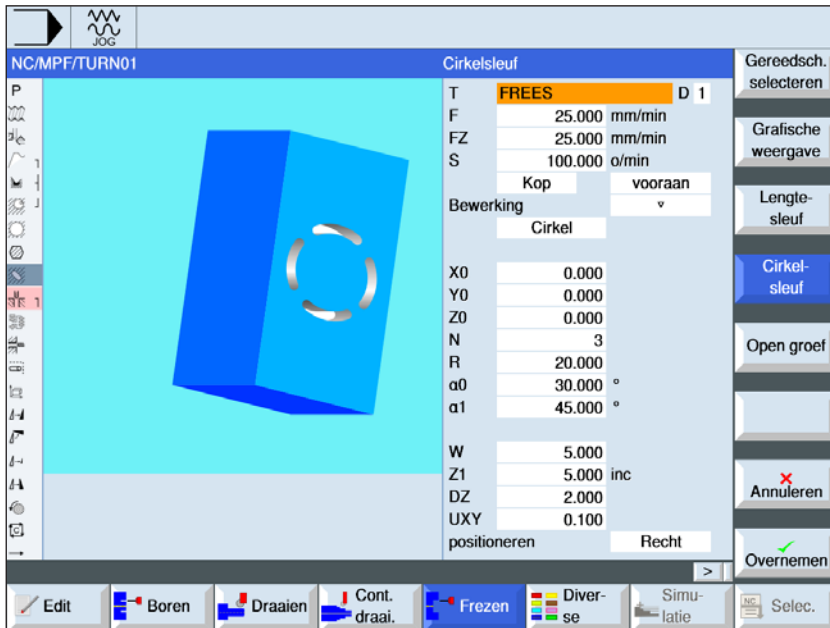 JOG
NC/MPF/TURN01
Cirkelsleuf
P
T FREES D 1
F 25.000 mm/min
FZ 25.000 mm/min
S 100.000 o/min
Kop vooraan
Bewerking ▿
Cirkel
X0 0.000
Y0 0.000
Z0 0.000
N 3
R 20.000
α0 30.000 °
α1 45.000 °
W 5.000
Z1 5.000 inc
DZ 2.000
UXY 0.100
positioneren Recht
>
Gereedsch.
selecteren
Grafische
weergave
Lengte-
sleuf
Cirkel-
sleuf
Open groef
Annuleren
Overnemen
Edit
Boren
Draaien
Cont.
draai.
Frezen
Diver-
se
Simu-
latie
NC
Selec.